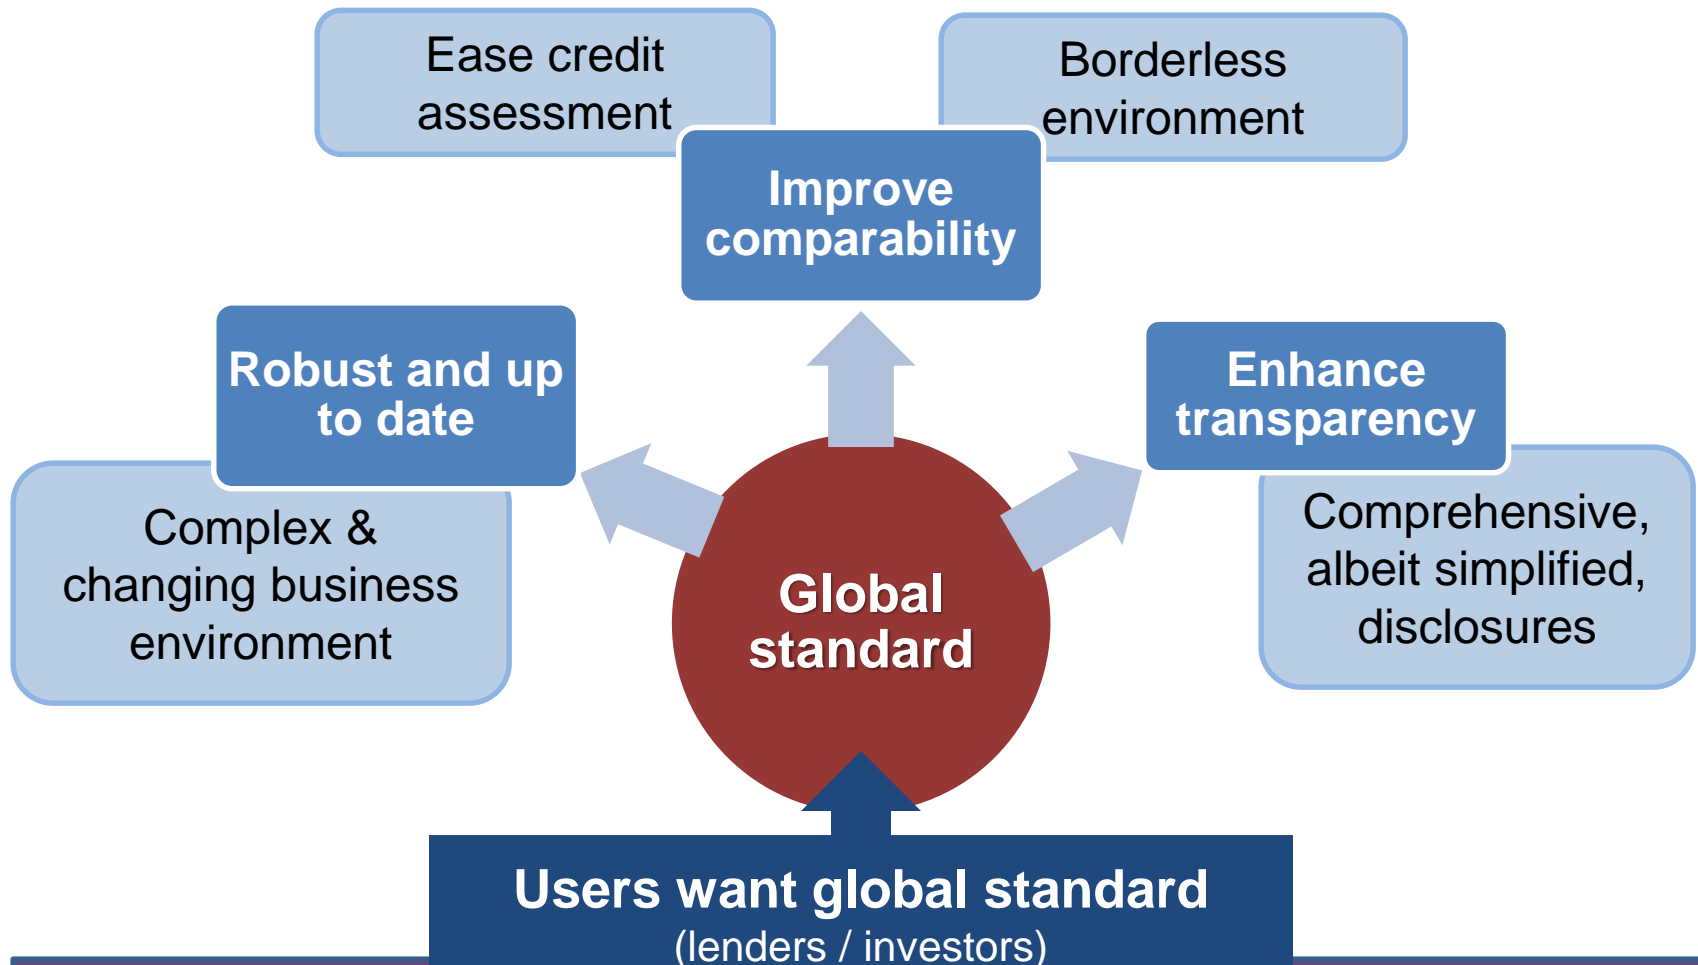 Ease credit
assessment
Borderless
environment
Improve
comparability
Robust and up
to date
Enhance
transparency
Complex &
changing business
environment
Comprehensive,
albeit simplified,
disclosures
Global
standard
Users want global standard
(lenders / investors)